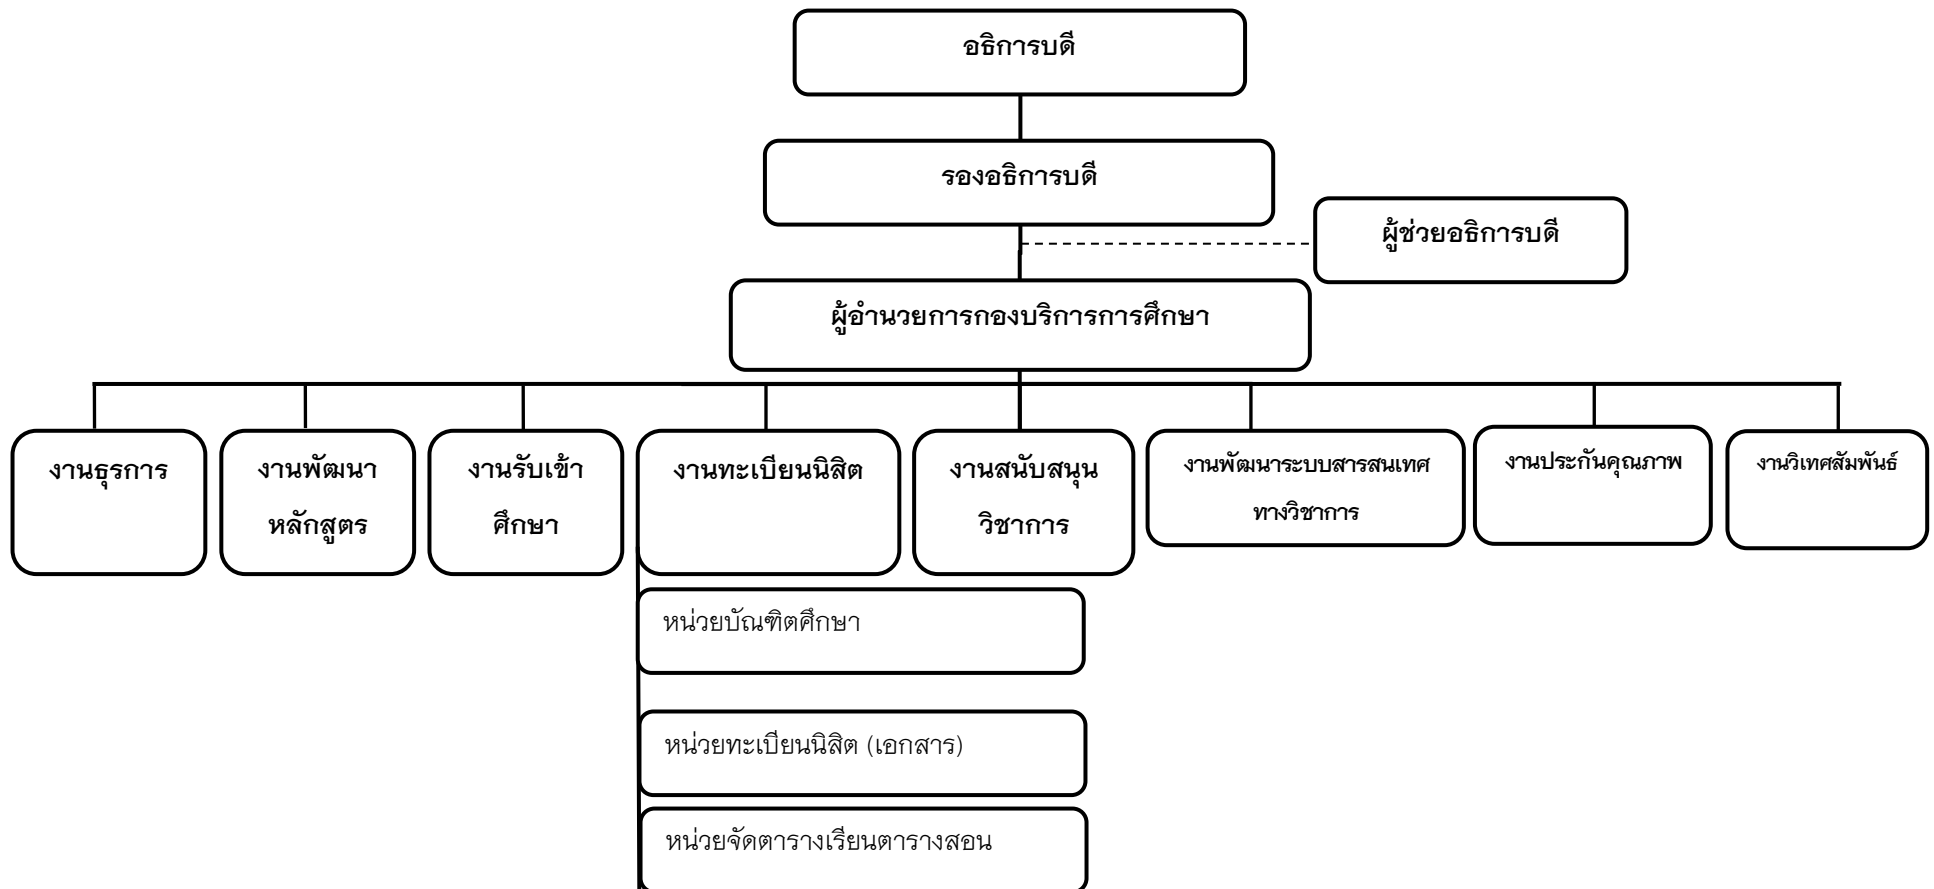 อธิการบดี
รองอธิการบดี
ผู้ช่วยอธิการบดี
ผู้อำนวยการกองบริการการศึกษา
งานธุรการ
งานพัฒนา
หลักสูตร
งานรับเข้า
ศึกษา
งานทะเบียนนิสิต
งานสนับสนุน
วิชาการ
งานพัฒนาระบบสารสนเทศ
ทางวิชาการ
งานประกันคุณภาพ
งานวิเทศสัมพันธ์
หน่วยบัณฑิตศึกษา
หน่วยทะเบียนนิสิต (เอกสาร)
หน่วยจัดตารางเรียนตารางสอน